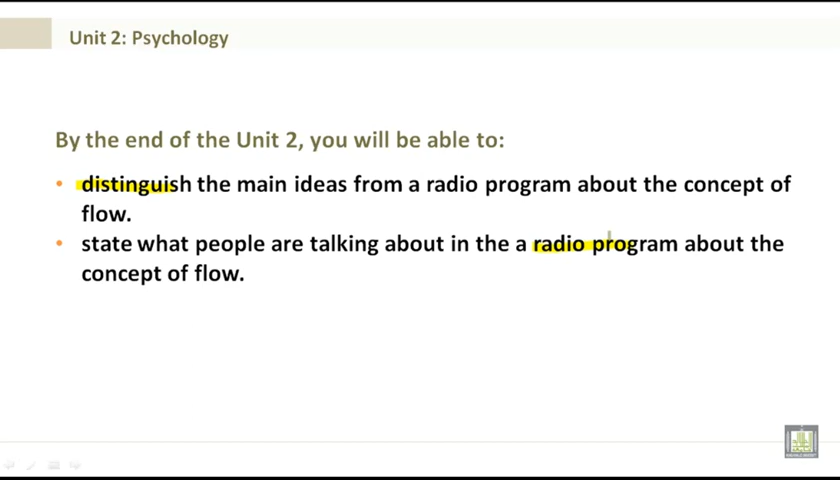 Unit 2: Psychology
By the end of the Unit 2, you will be able to:
• distinguish the main ideas from a radio program about the concept of
flow.
• state what people are talking about in the a radio program about the
concept of flow.